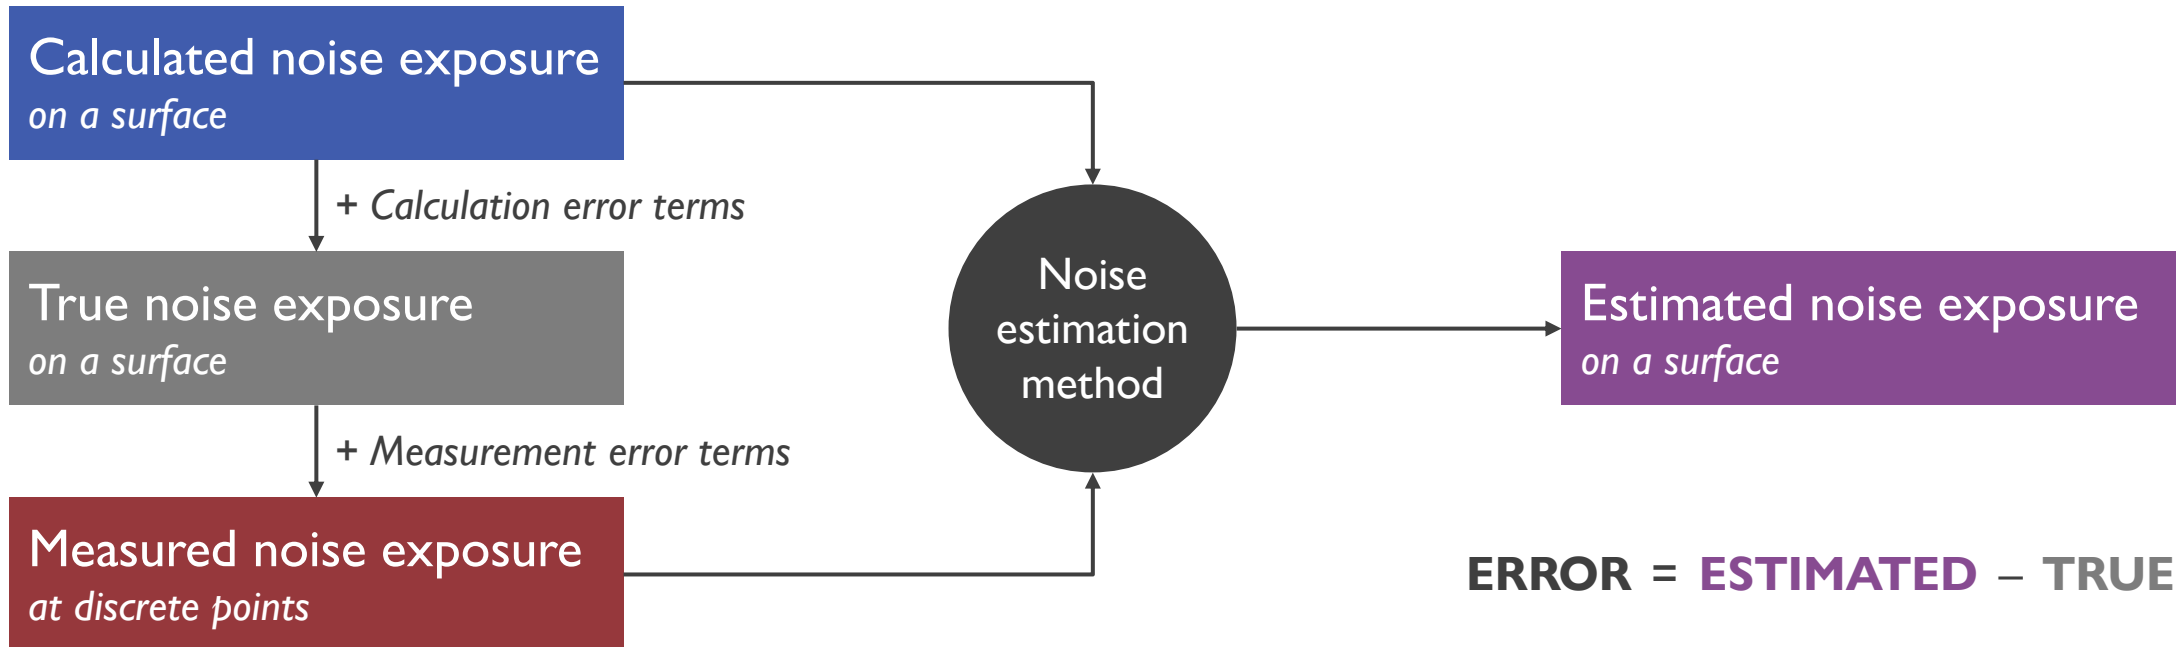 Calculated noise exposure
on a surface
+ Calculation error terms
True noise exposure
on a surface
+ Measurement error terms
Measured noise exposure
at discrete points
Noise
estimation
method
Estimated noise exposure
on a surface
ERROR = ESTIMATED – TRUE